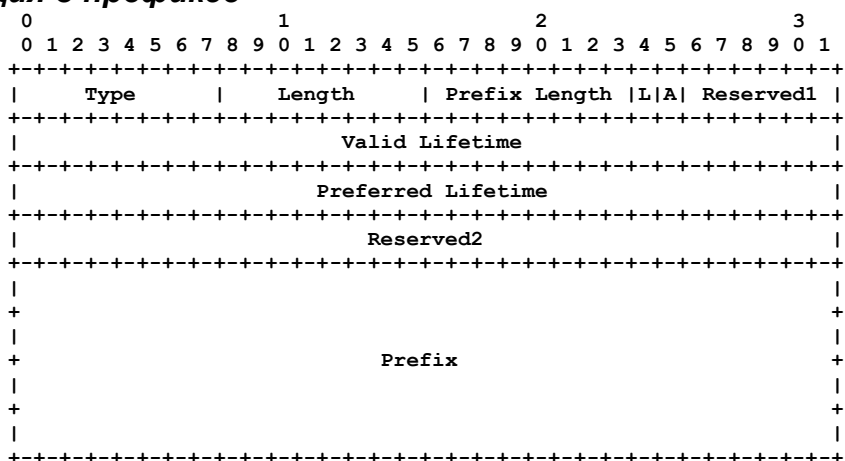 0                   1                   2                   3
 0 1 2 3 4 5 6 7 8 9 0 1 2 3 4 5 6 7 8 9 0 1 2 3 4 5 6 7 8 9 0 1
+-+-+-+-+-+-+-+-+-+-+-+-+-+-+-+-+-+-+-+-+-+-+-+-+-+-+-+-+-+-+-+-+
|     Type      |    Length     | Prefix Length |L|A| Reserved1 |
+-+-+-+-+-+-+-+-+-+-+-+-+-+-+-+-+-+-+-+-+-+-+-+-+-+-+-+-+-+-+-+-+
|                         Valid Lifetime                        |
+-+-+-+-+-+-+-+-+-+-+-+-+-+-+-+-+-+-+-+-+-+-+-+-+-+-+-+-+-+-+-+-+
|                       Preferred Lifetime                      |
+-+-+-+-+-+-+-+-+-+-+-+-+-+-+-+-+-+-+-+-+-+-+-+-+-+-+-+-+-+-+-+-+
|                           Reserved2                           |
+-+-+-+-+-+-+-+-+-+-+-+-+-+-+-+-+-+-+-+-+-+-+-+-+-+-+-+-+-+-+-+-+
|                                                               |
+                                                               +
|                                                               |
+                            Prefix                             +
|                                                               |
+                                                               +
|                                                               |
+-+-+-+-+-+-+-+-+-+-+-+-+-+-+-+-+-+-+-+-+-+-+-+-+-+-+-+-+-+-+-+-+